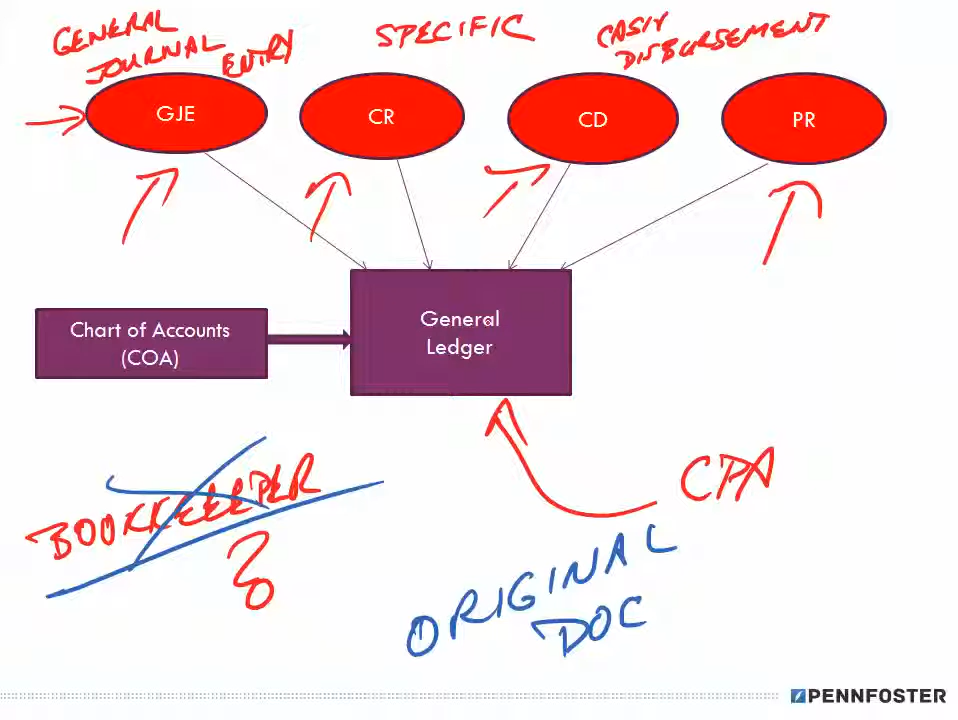 GENERAL
JOURNAL
ENTRY
SPECIFIC
CASH
DISBURSEMENT
GJE
CR
CD
PR
General
Ledger
Chart of Accounts
(COA)
BOOKKEEPER
?
CPA
ORIGINAL
DOC
PENNFOSTER